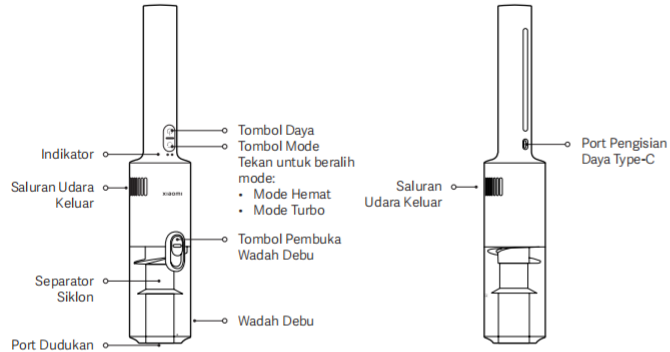 Tombol Daya
Tombol Mode
Tekan untuk beralih
mode:
• Mode Hemat
• Mode Turbo
Indikator
Saluran Udara
Keluar
xiaomi
Tombol Pembuka
Wadah Debu
Separator
Siklon
Wadah Debu
Port Dudukan
Port Pengisian
Daya Type-C
Saluran
Udara Keluar